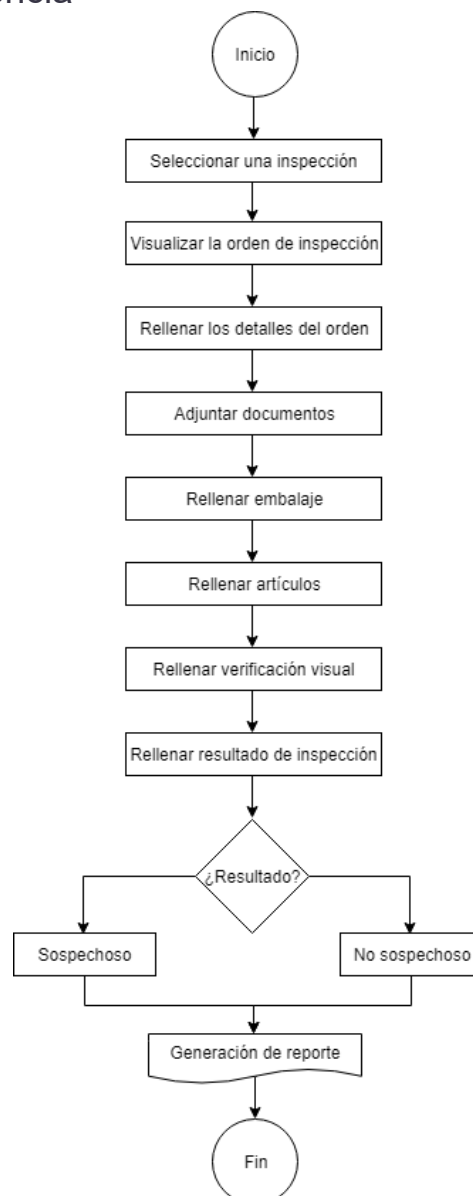 Inicio
Seleccionar una inspección
Visualizar la orden de inspección
Rellenar los detalles del orden
Adjuntar documentos
Rellenar embalaje
Rellenar artículos
Rellenar verificación visual
Rellenar resultado de inspección
¿Resultado?
Sospechoso
No sospechoso
Generación de reporte
Fin